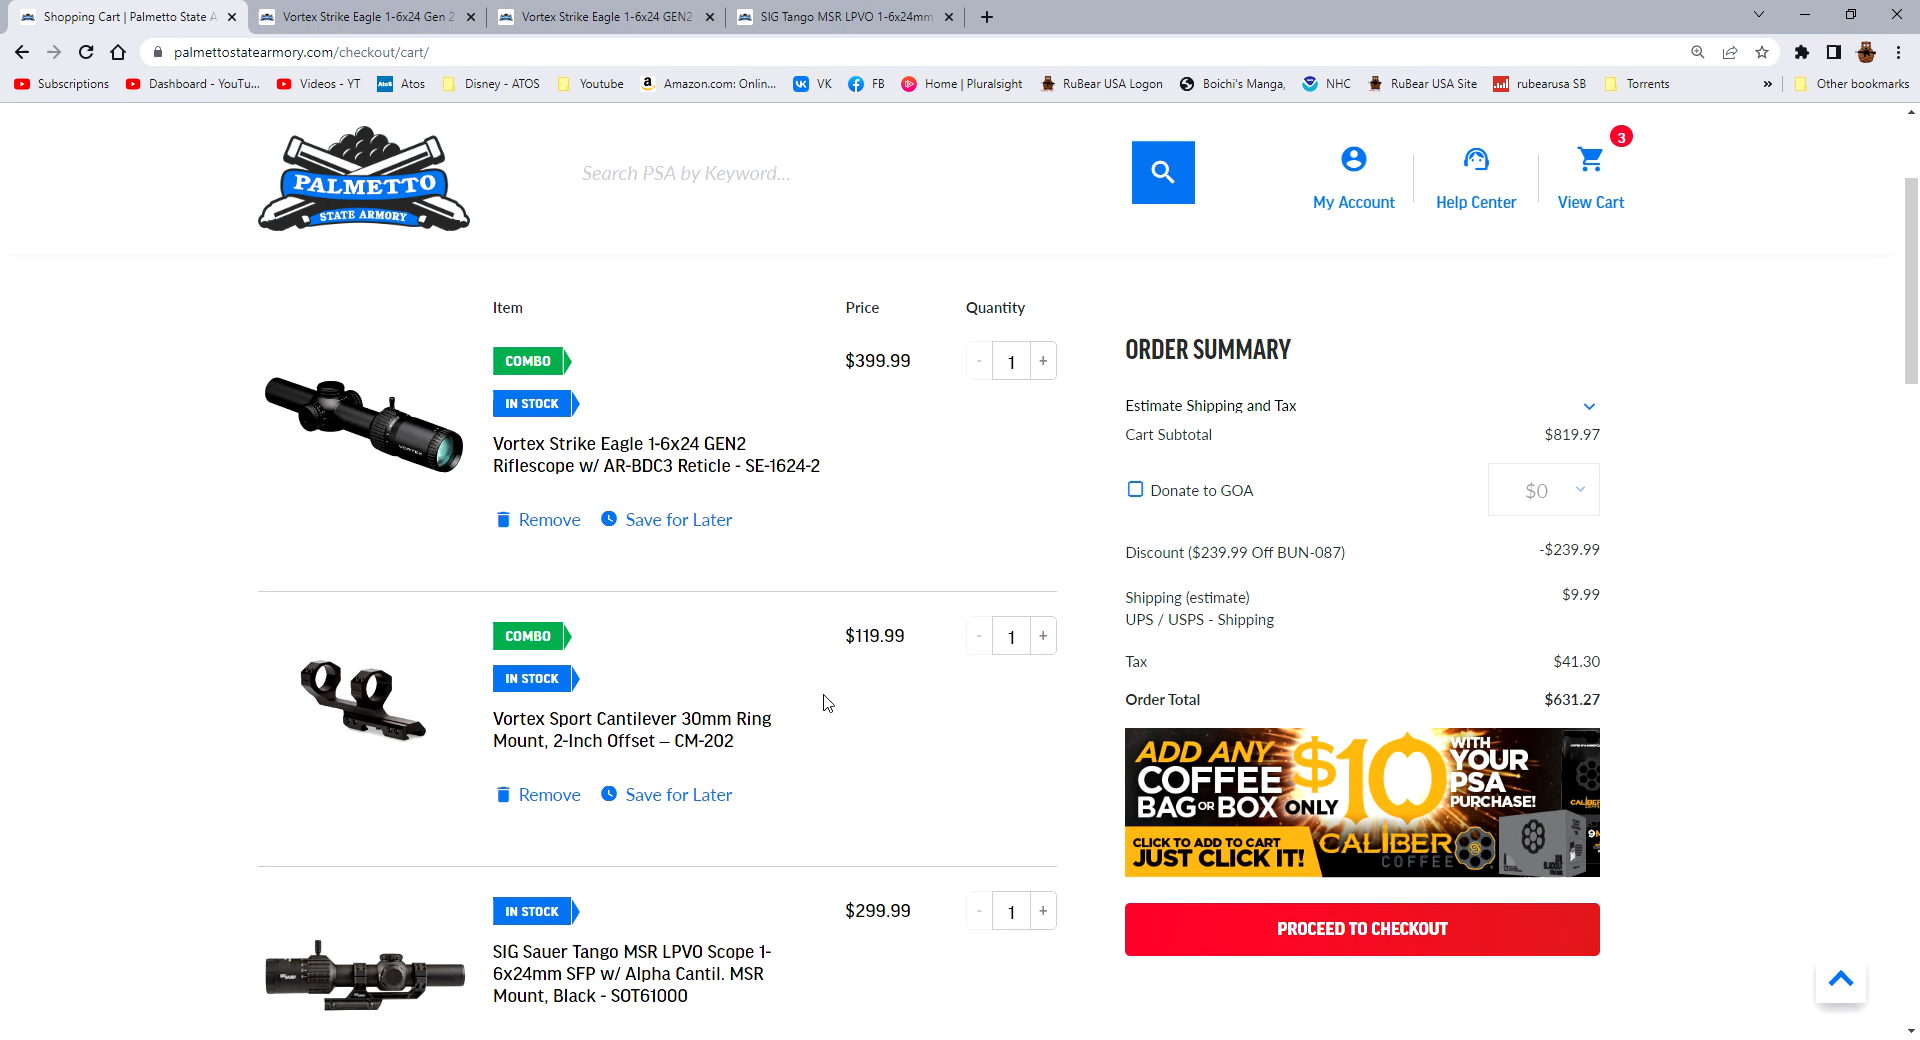 Shopping Cart | Palmetto State A
Vortex Strike Eagle 1-6x24 Gen 2
Vortex Strike Eagle 1-6x24 GEN2
SIG Tango MSR LPVO 1-6x24mm
palmettostatearmory.com/checkout/cart/
Subscriptions
Dashboard - YouTu...
Videos - YT
Atos
Disney - ATOS
Youtube
Amazon.com: Onlin...
VK
FB
Home | Pluralsight
RuBear USA Logon
Boichi's Manga,
NHC
RuBear USA Site
rubearusa SB
Torrents
»
Other bookmarks
PALMETTO
STATE ARMORY
Search PSA by Keyword...
My Account
Help Center
3
View Cart
Item Price Quantity
COMBO
IN STOCK
Vortex Strike Eagle 1-6x24 GEN2
Riflescope w/ AR-BDC3 Reticle - SE-1624-2
$399.99
- 1 +
Remove Save for Later
COMBO
IN STOCK
Vortex Sport Cantilever 30mm Ring
Mount, 2-Inch Offset – CM-202
$119.99
- 1 +
Remove Save for Later
IN STOCK
SIG Sauer Tango MSR LPVO Scope 1-
6x24mm SFP w/ Alpha Cantil. MSR
Mount, Black - SOT61000
$299.99
- 1 +
ORDER SUMMARY
Estimate Shipping and Tax
Cart Subtotal $819.97
Donate to GOA $0
Discount ($239.99 Off BUN-087) -$239.99
Shipping (estimate) $9.99
UPS / USPS - Shipping
Tax $41.30
Order Total $631.27
ADD ANY
COFFEE
BAG OR BOX ONLY
$10
WITH
YOUR
PSA
PURCHASE!
CLICK TO ADD TO CART
JUST CLICK IT!
CALIBER
COFFEE
PROCEED TO CHECKOUT